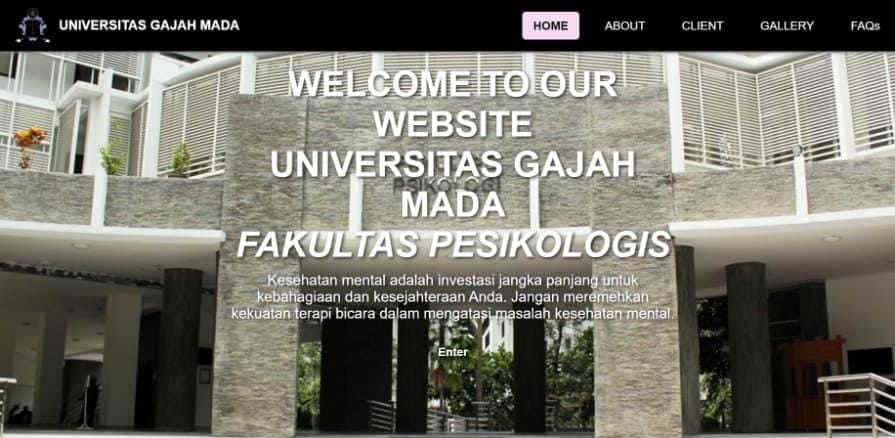 UNIVERSITAS GAJAH MADA
HOME
ABOUT
CLIENT
GALLERY
FAQs
WELCOME TO OUR
WEBSITE
UNIVERSITAS GAJAH
MADA
PSIKOLOGI
FAKULTAS PESIKOLOGIS
Kesehatan mental adalah investasi jangka panjang untuk
kebahagiaan dan kesejahteraan Anda. Jangan meremehkan
kekuatan terapi bicara dalam mengatasi masalah kesehatan mental.
Enter